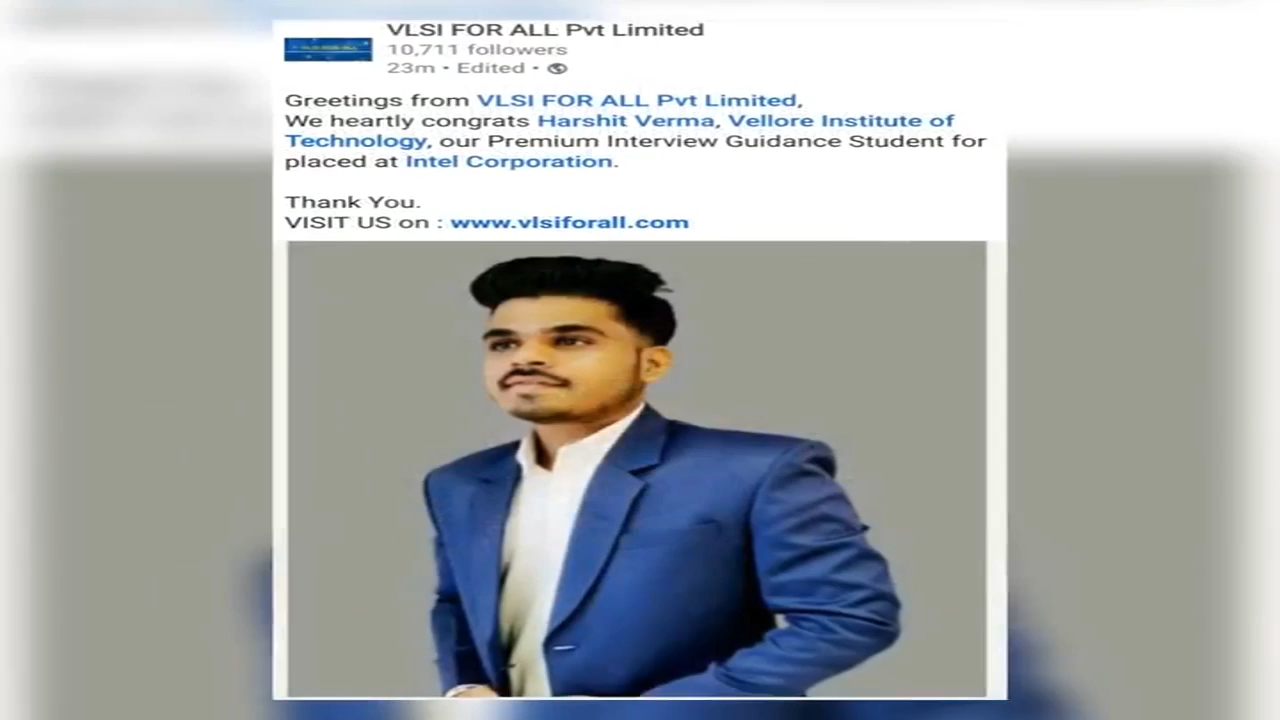 VLSI FOR ALL Pvt Limited
10,711 followers
23m • Edited •
Greetings from VLSI FOR ALL Pvt Limited,
We heartly congrats Harshit Verma, Vellore Institute of
Technology, our Premium Interview Guidance Student for
placed at Intel Corporation.
Thank You.
VISIT US on : www.vlsiforall.com